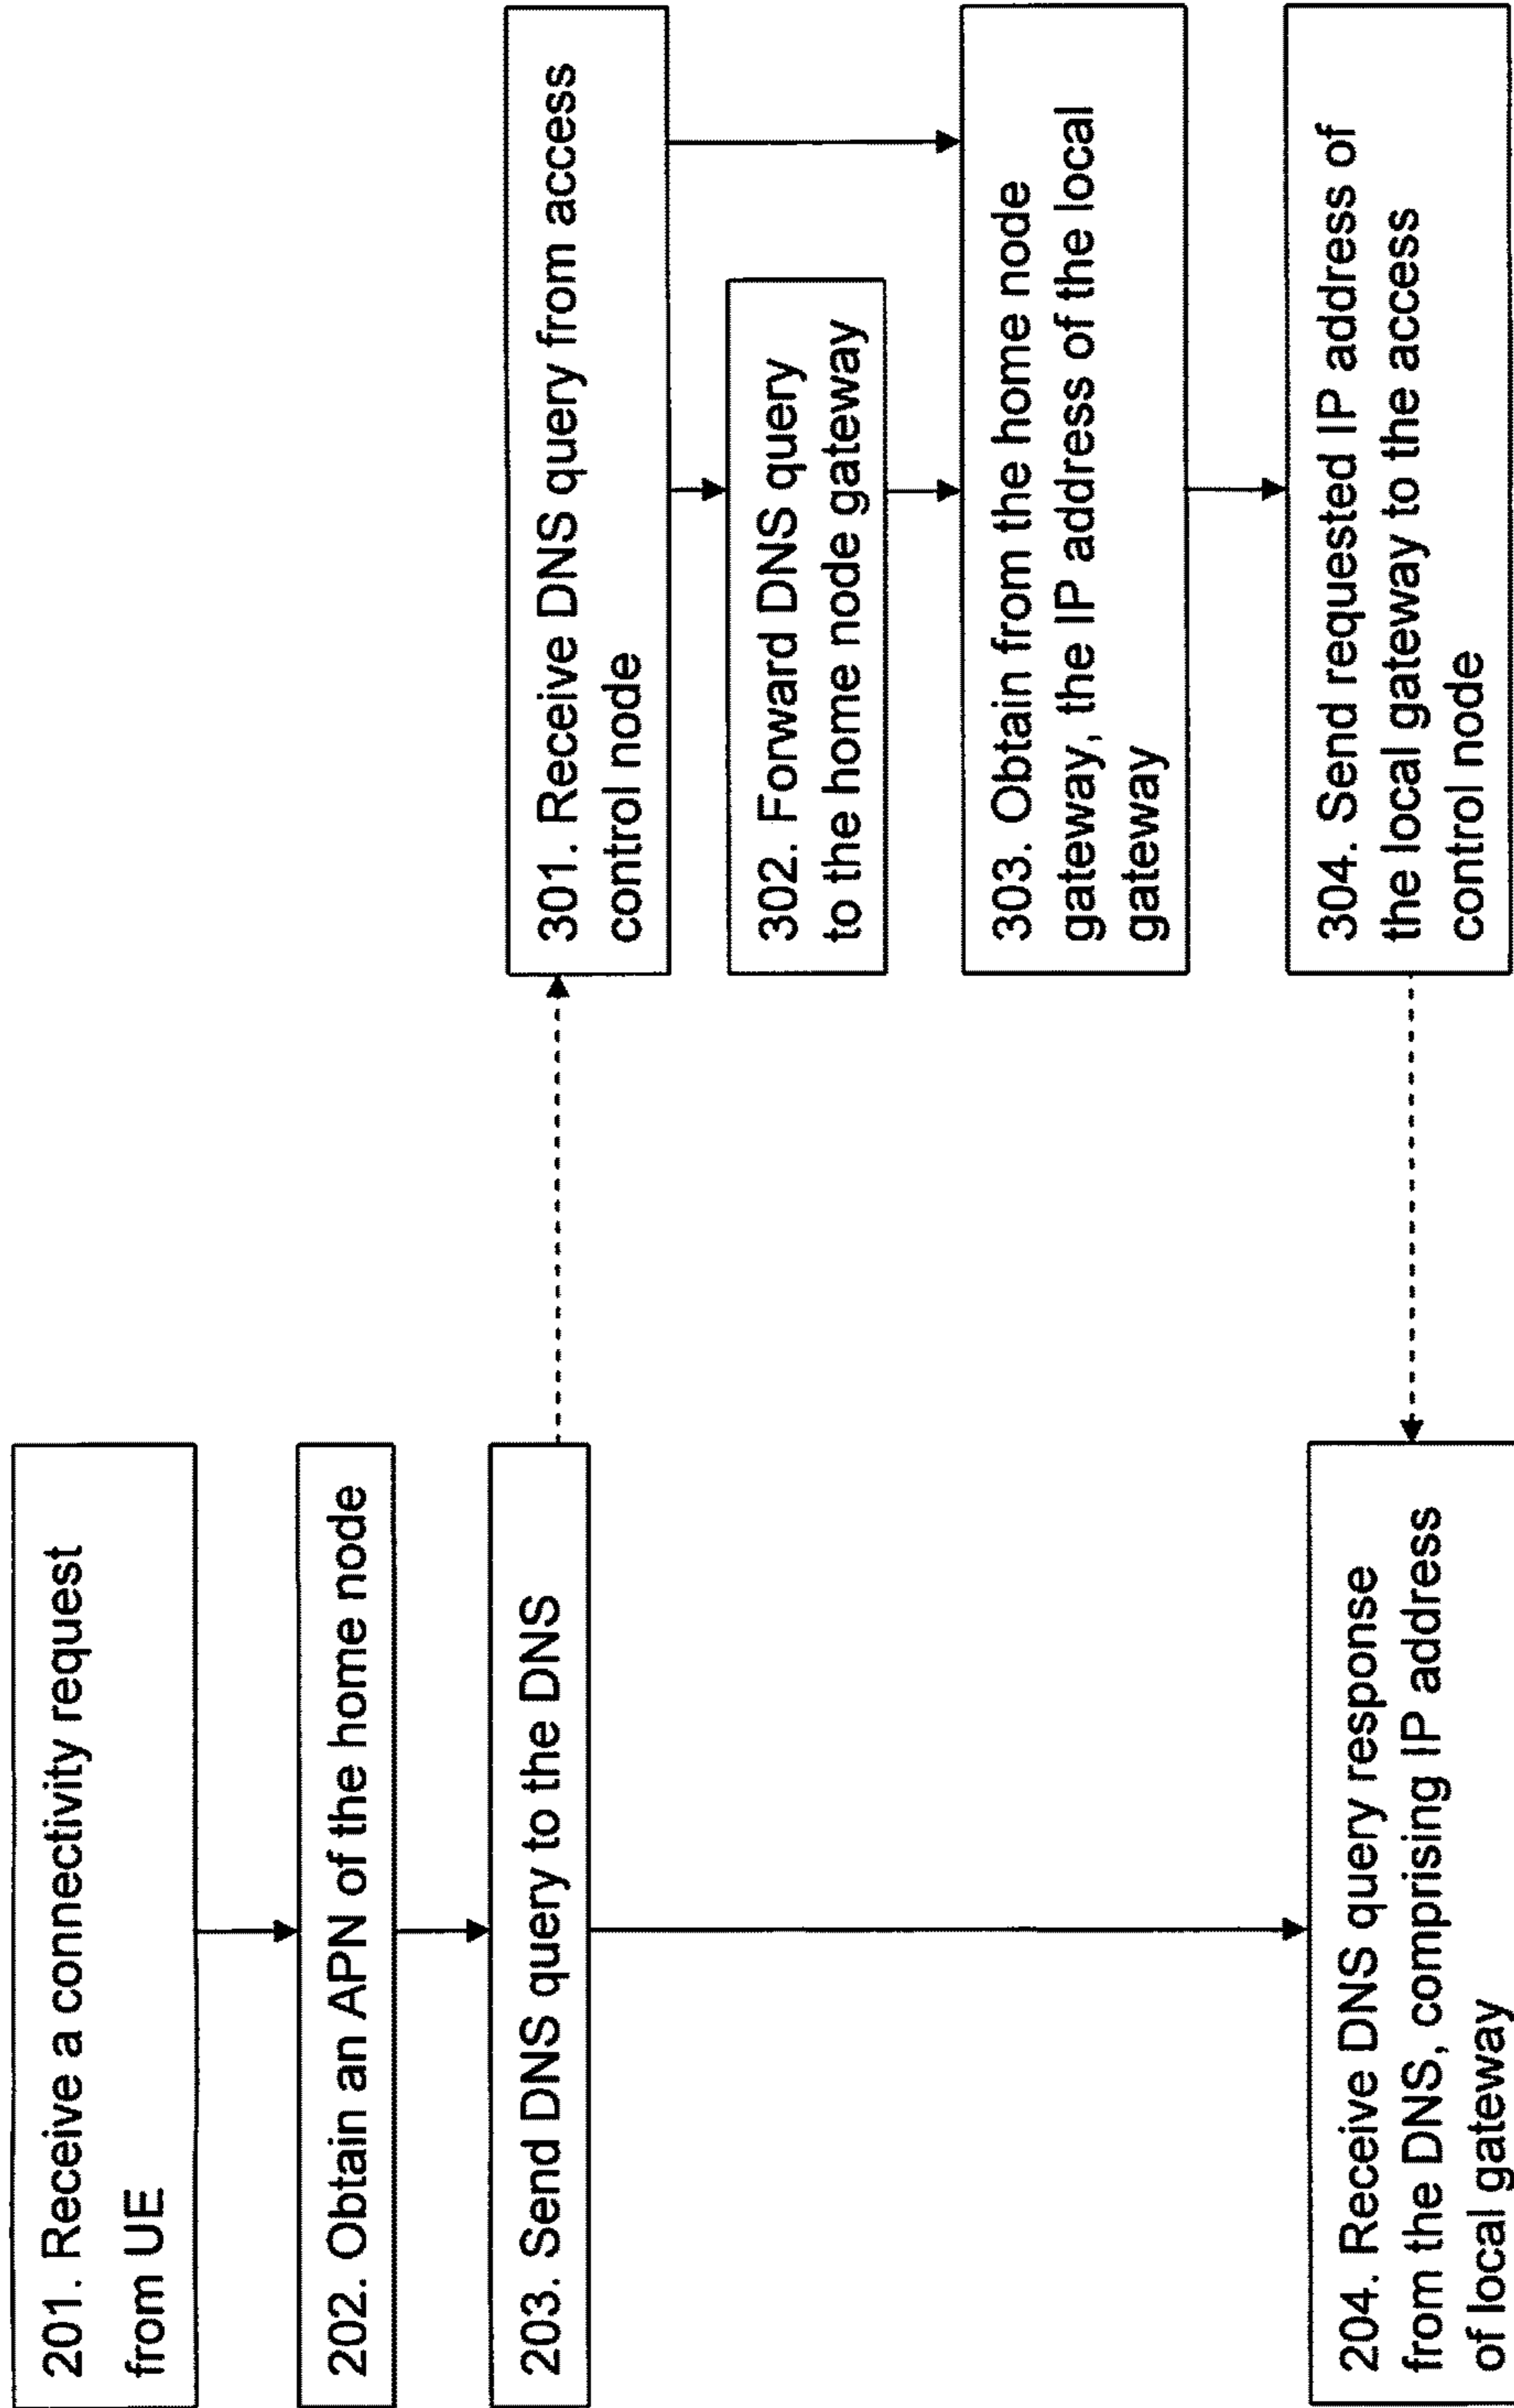 201. Receive a connectivity request
from UE
202. Obtain an APN of the home node
203. Send DNS query to the DNS
204. Receive DNS query response
from the DNS, comprising IP address
of local gateway
301. Receive DNS query from access
control node
302. Forward DNS query
to the home node gateway
303. Obtain from the home node
gateway, the IP address of the local
gateway
304. Send requested IP address of
the local gateway to the access
control node